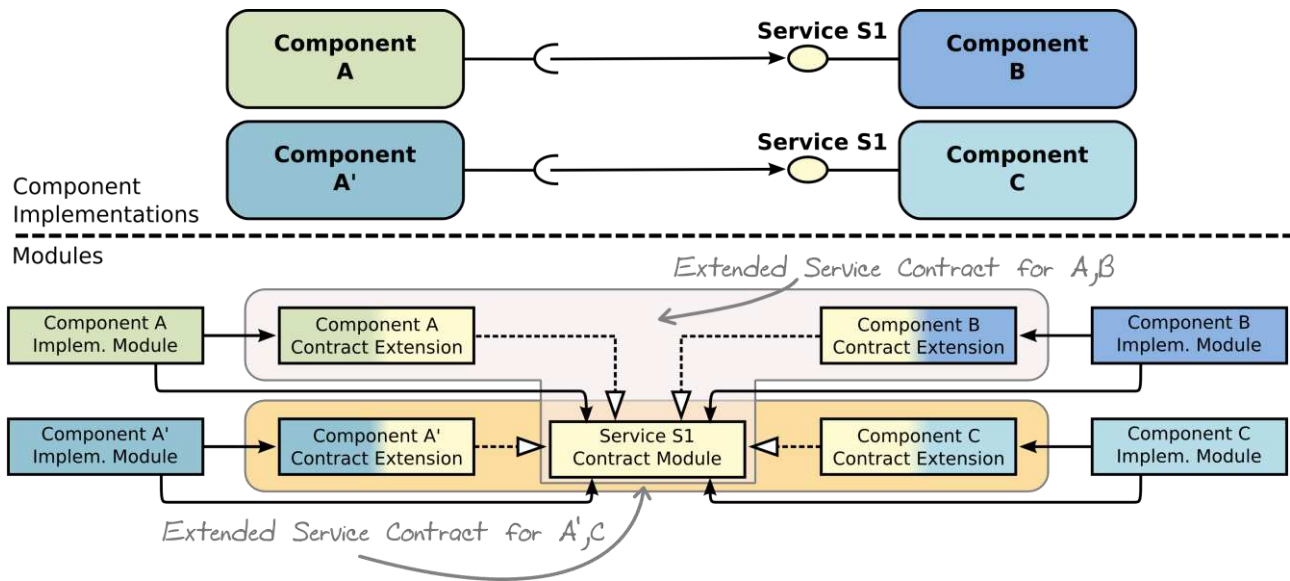 Component
A
Service S1
Component
B
Component
A'
Service S1
Component
C
Component
Implementations
Modules
Extended Service Contract for A,B
Component A
Implem. Module
Component A
Contract Extension
Component B
Contract Extension
Component B
Implem. Module
Component A'
Implem. Module
Component A'
Contract Extension
Service S1
Contract Module
Component C
Contract Extension
Component C
Implem. Module
Extended Service Contract for A',C